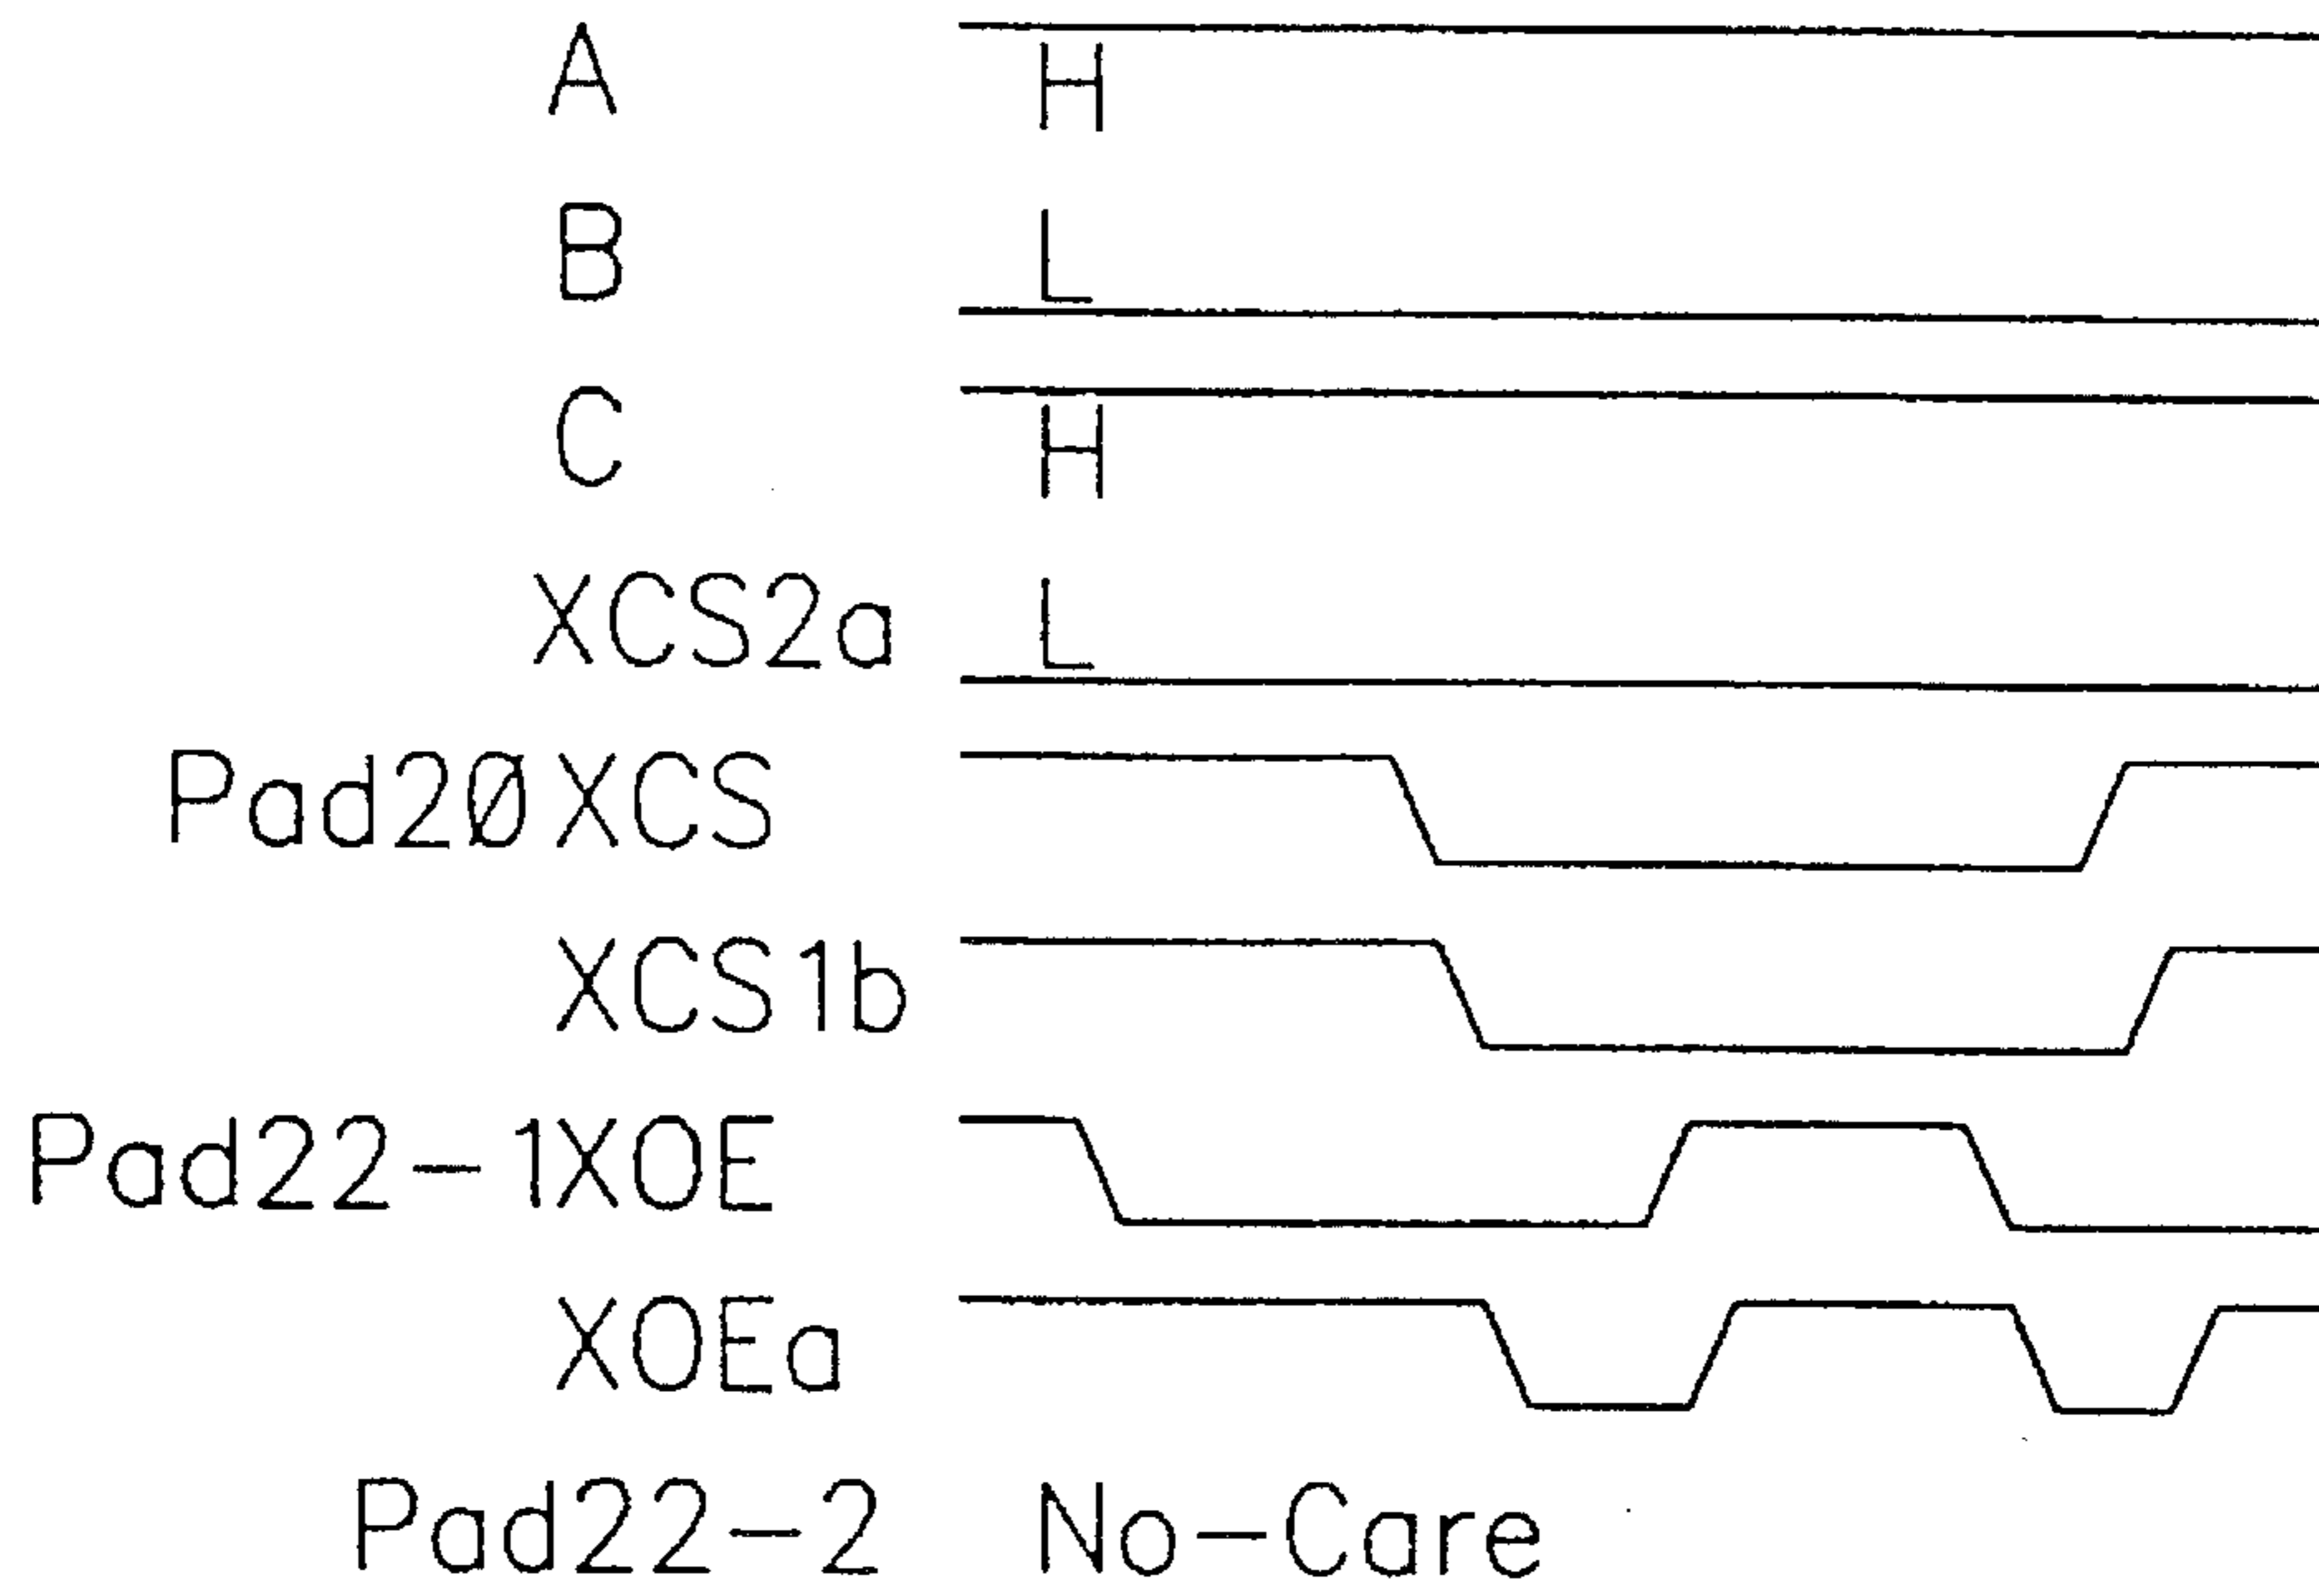 A H
B L
C H
XCS2a L
Pad20XCS
XCS1b
Pad22-1XOE
XOEa
Pad22-2 No-Care